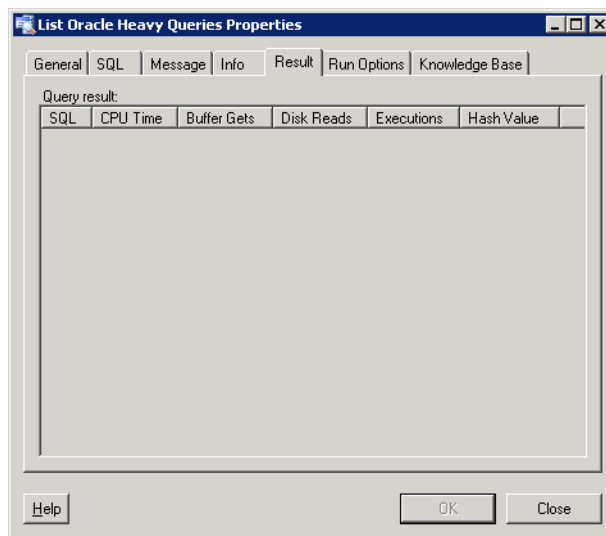 List Oracle Heavy Queries Properties
General SQL Message Info Result Run Options Knowledge Base
Query result:
SQL CPU Time Buffer Gets Disk Reads Executions Hash Value
Help OK Close